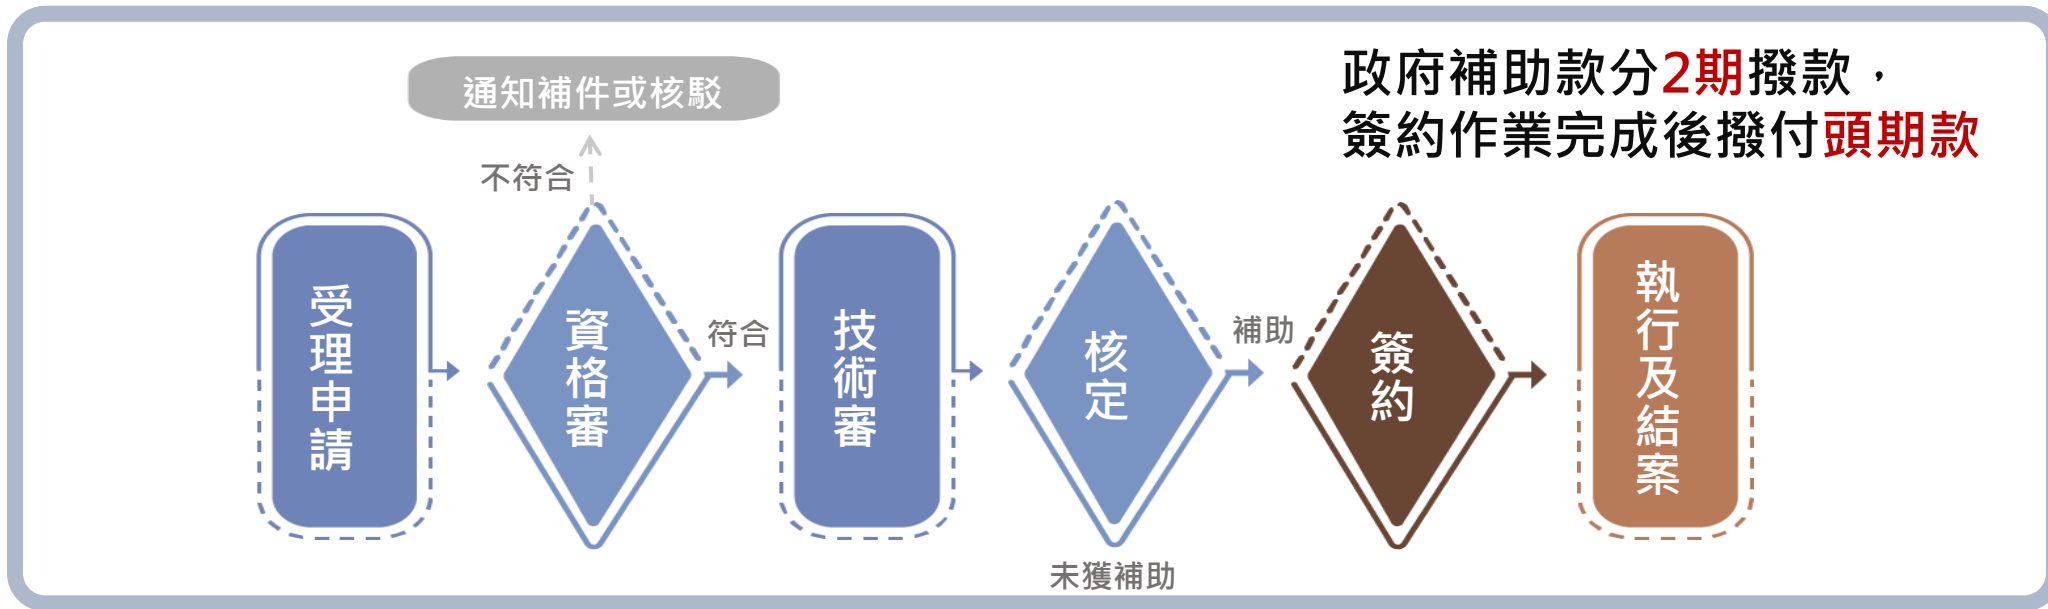 政府補助款分2期撥款，
簽約作業完成後撥付頭期款
通知補件或核駁
不符合
受理申請
資格審
符合
技術審
核定
補助
簽約
執行及結案
未獲補助